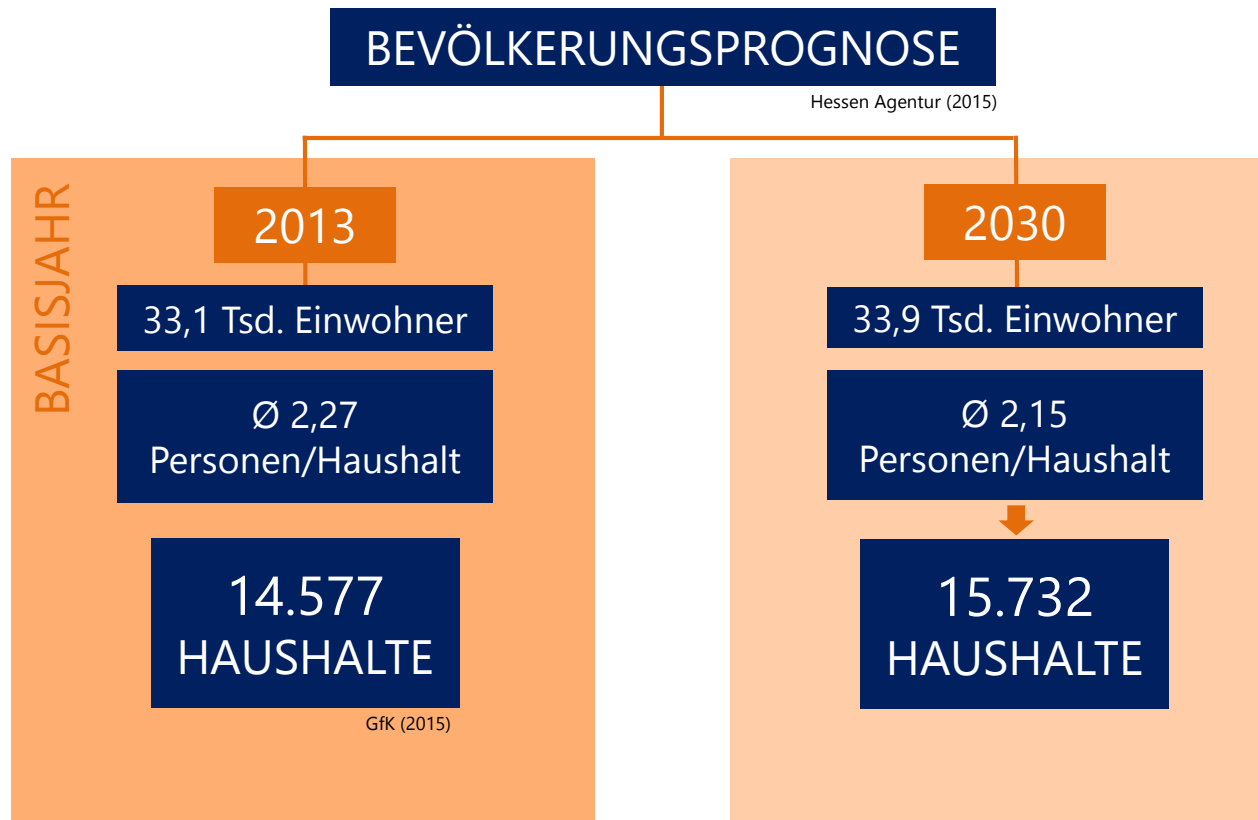 BEVÖLKERUNGSPROGNOSE
Hessen Agentur (2015)
BASISJAHR
2013
33,1 Tsd. Einwohner
Ø 2,27
Personen/Haushalt
14.577
HAUSHALTE
GfK (2015)
2030
33,9 Tsd. Einwohner
Ø 2,15
Personen/Haushalt
15.732
HAUSHALTE